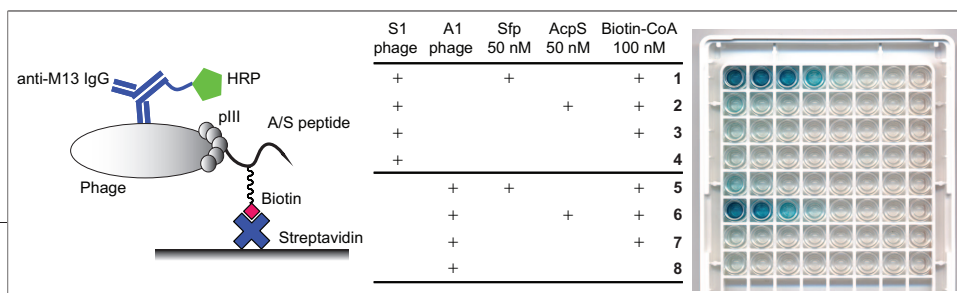 anti-M13 IgG
HRP
pIII
A/S peptide
Phage
Biotin
Streptavidin
S1 A1 Sfp AcpS Biotin-CoA
phage phage 50 nM 50 nM 100 nM
+ + + 1
+ + + 2
+ + 3
+ 4
+ + + 5
+ + + 6
+ + 7
+ 8